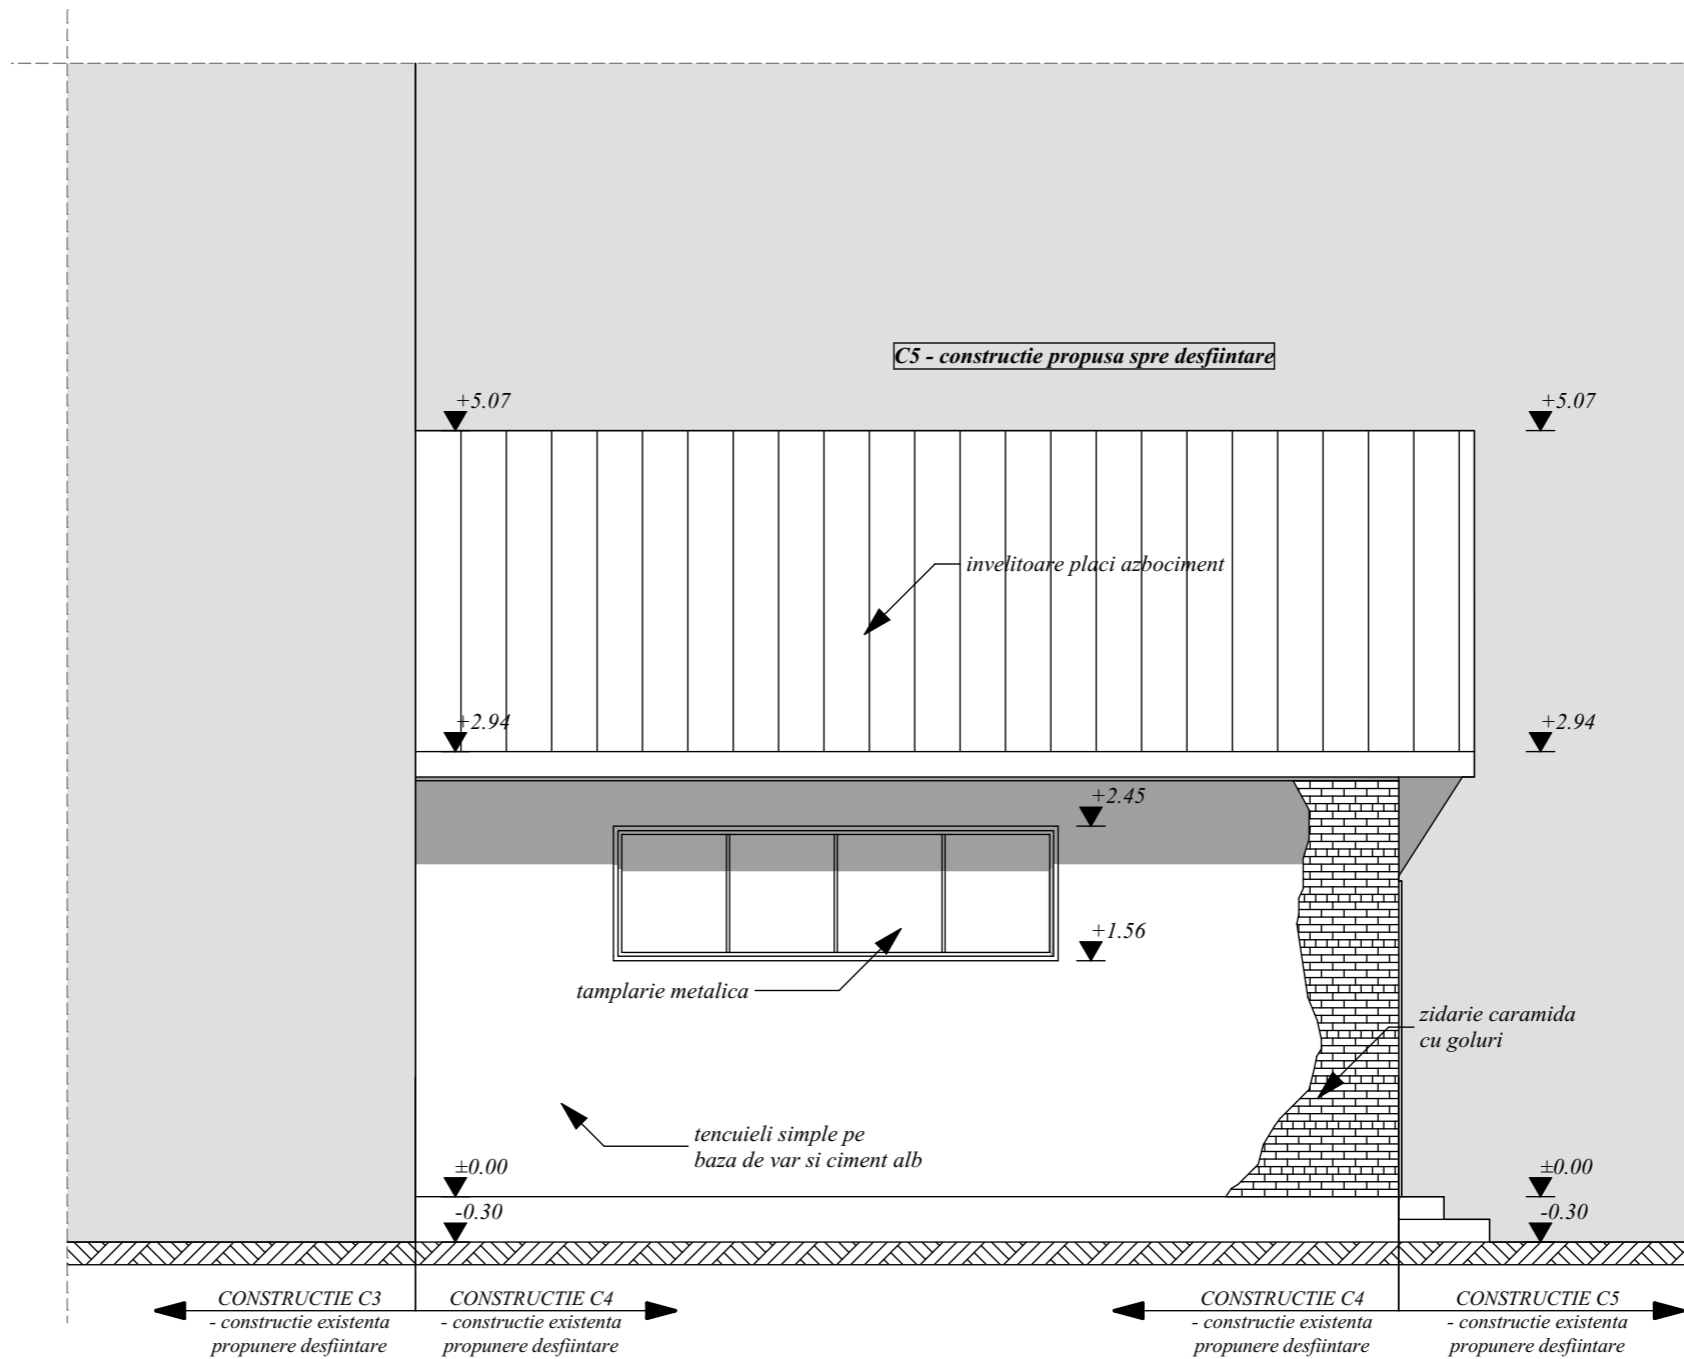 C5 - constructie propusa spre desfiintare
+5.07
+5.07
invelitoare placi azbociment
+2.94
+2.94
+2.45
+1.56
tamplarie metalica
zidarie caramida
cu goluri
tencuieli simple pe
baza de var si ciment alb
±0.00
±0.00
-0.30
-0.30
CONSTRUCTIE C3
- constructie existenta
propunere desfiintare
CONSTRUCTIE C4
- constructie existenta
propunere desfiintare
CONSTRUCTIE C4
- constructie existenta
propunere desfiintare
CONSTRUCTIE C5
- constructie existenta
propunere desfiintare